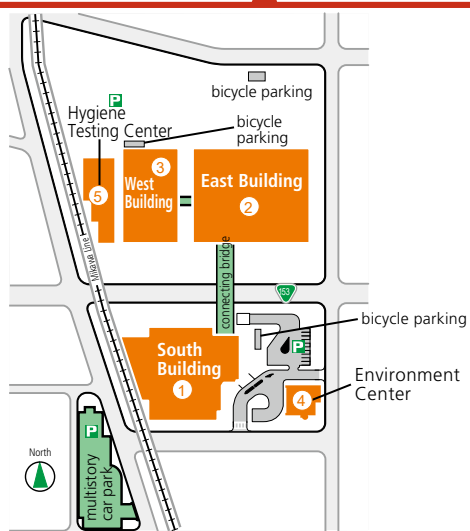 bicycle parking
P
Hygiene
Testing Center
bicycle
parking
3
West
Building
East Building
2
5
Mikawa Line
connecting bridge
153
bicycle parking
P
South
Building
1
Environment
Center
4
P
North
multistory
car park